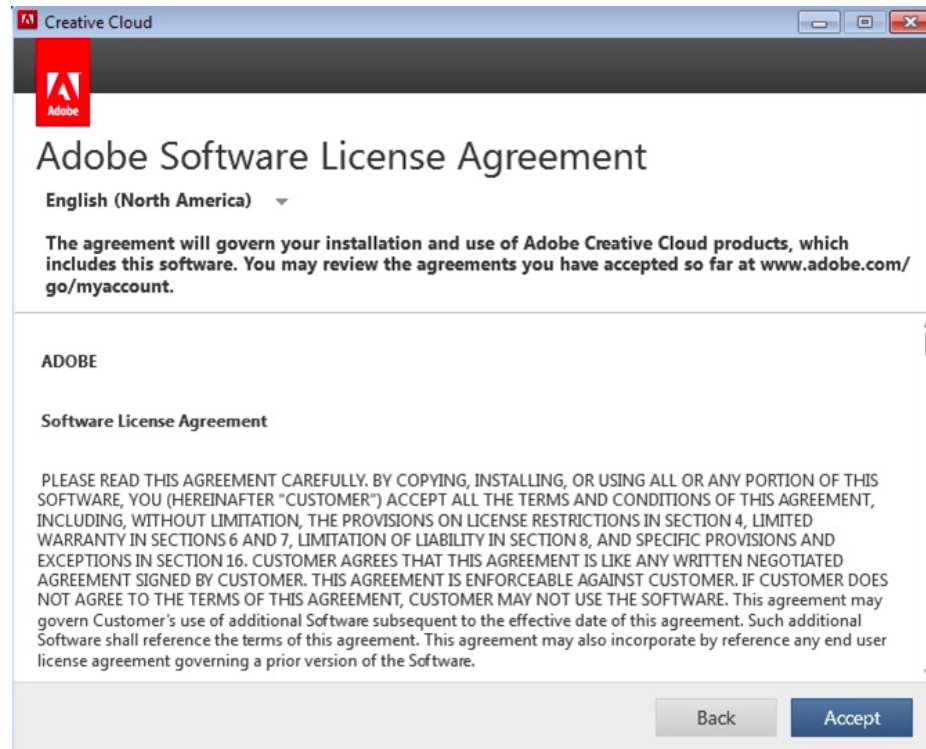 Creative Cloud
Adobe
Adobe Software License Agreement
English (North America)
The agreement will govern your installation and use of Adobe Creative Cloud products, which
includes this software. You may review the agreements you have accepted so far at www.adobe.com/
go/myaccount.
ADOBE
Software License Agreement
PLEASE READ THIS AGREEMENT CAREFULLY. BY COPYING, INSTALLING, OR USING ALL OR ANY PORTION OF THIS
SOFTWARE, YOU (HEREINAFTER "CUSTOMER") ACCEPT ALL THE TERMS AND CONDITIONS OF THIS AGREEMENT,
INCLUDING, WITHOUT LIMITATION, THE PROVISIONS ON LICENSE RESTRICTIONS IN SECTION 4, LIMITED
WARRANTY IN SECTIONS 6 AND 7, LIMITATION OF LIABILITY IN SECTION 8, AND SPECIFIC PROVISIONS AND
EXCEPTIONS IN SECTION 16. CUSTOMER AGREES THAT THIS AGREEMENT IS LIKE ANY WRITTEN NEGOTIATED
AGREEMENT SIGNED BY CUSTOMER. THIS AGREEMENT IS ENFORCEABLE AGAINST CUSTOMER. IF CUSTOMER DOES
NOT AGREE TO THE TERMS OF THIS AGREEMENT, CUSTOMER MAY NOT USE THE SOFTWARE. This agreement may
govern Customer's use of additional Software subsequent to the effective date of this agreement. Such additional
Software shall reference the terms of this agreement. This agreement may also incorporate by reference any end user
license agreement governing a prior version of the Software.
Back
Accept